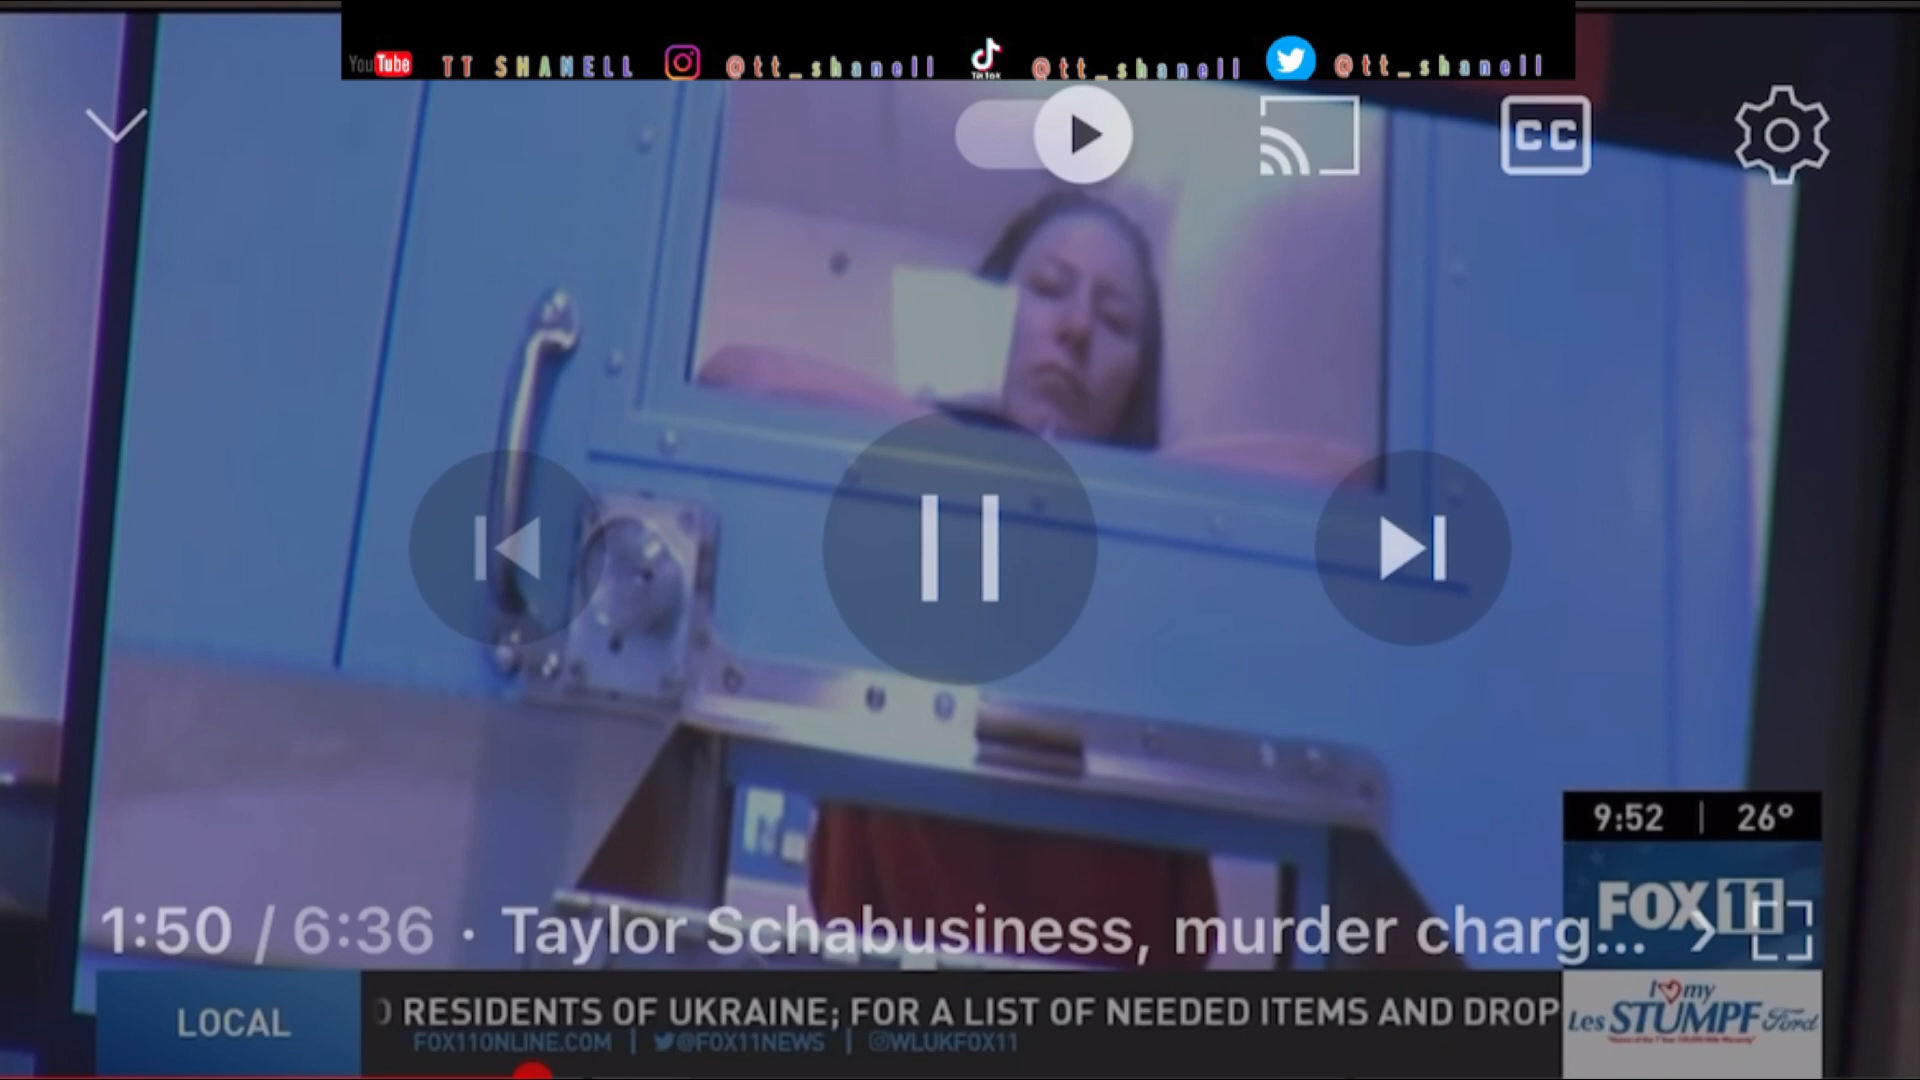 YouTube TT SHANELL @tt_shanell TikTok @tt_shanell @tt_shanell
CC
9:52 | 26°
FOX 11
1:50 / 6:36 · Taylor Schabusiness, murder charg...
LOCAL
RESIDENTS OF UKRAINE; FOR A LIST OF NEEDED ITEMS AND DROP
FOX11ONLINE.COM | @FOX11NEWS | @WLUKFOX11
I my
Les STUMPF Ford